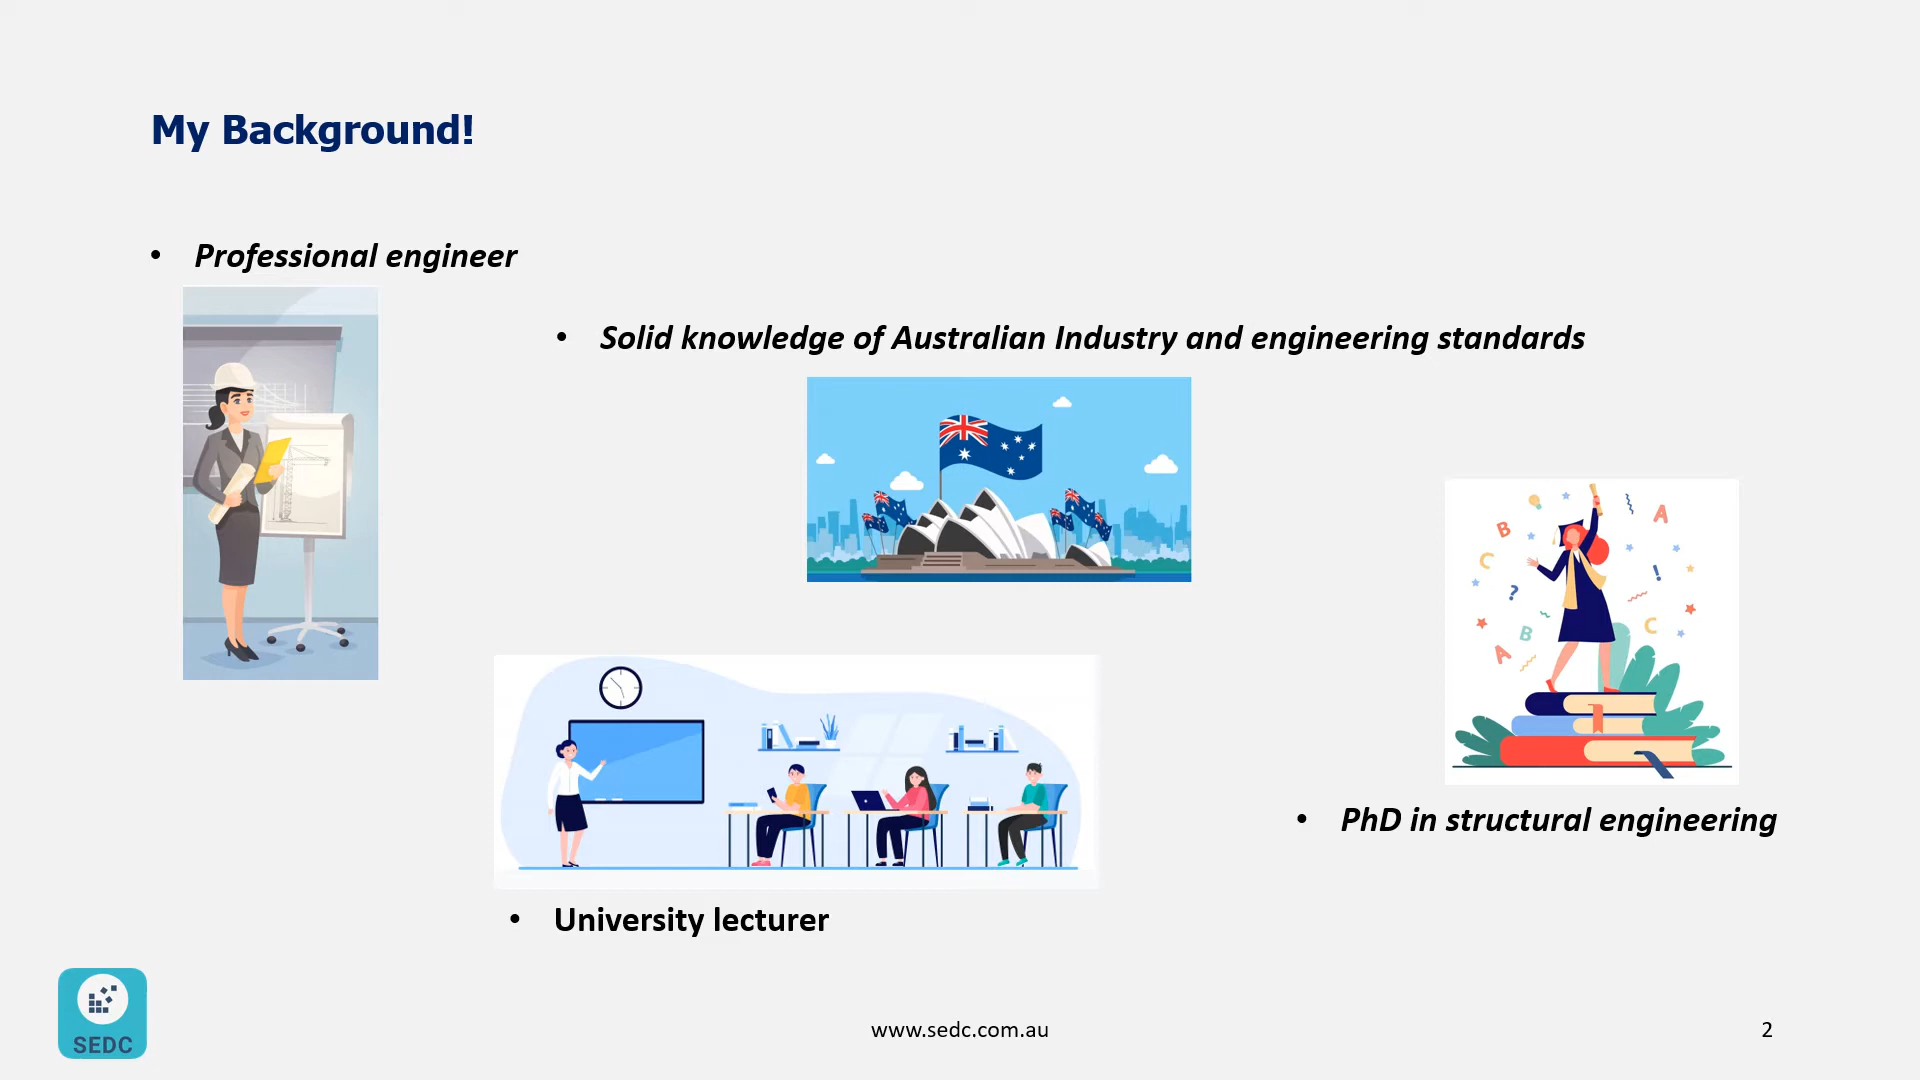 My Background!
• Professional engineer
• Solid knowledge of Australian Industry and engineering standards
B
A
C
?
!
B
C
A
• PhD in structural engineering
• University lecturer
SEDC
www.sedc.com.au
2